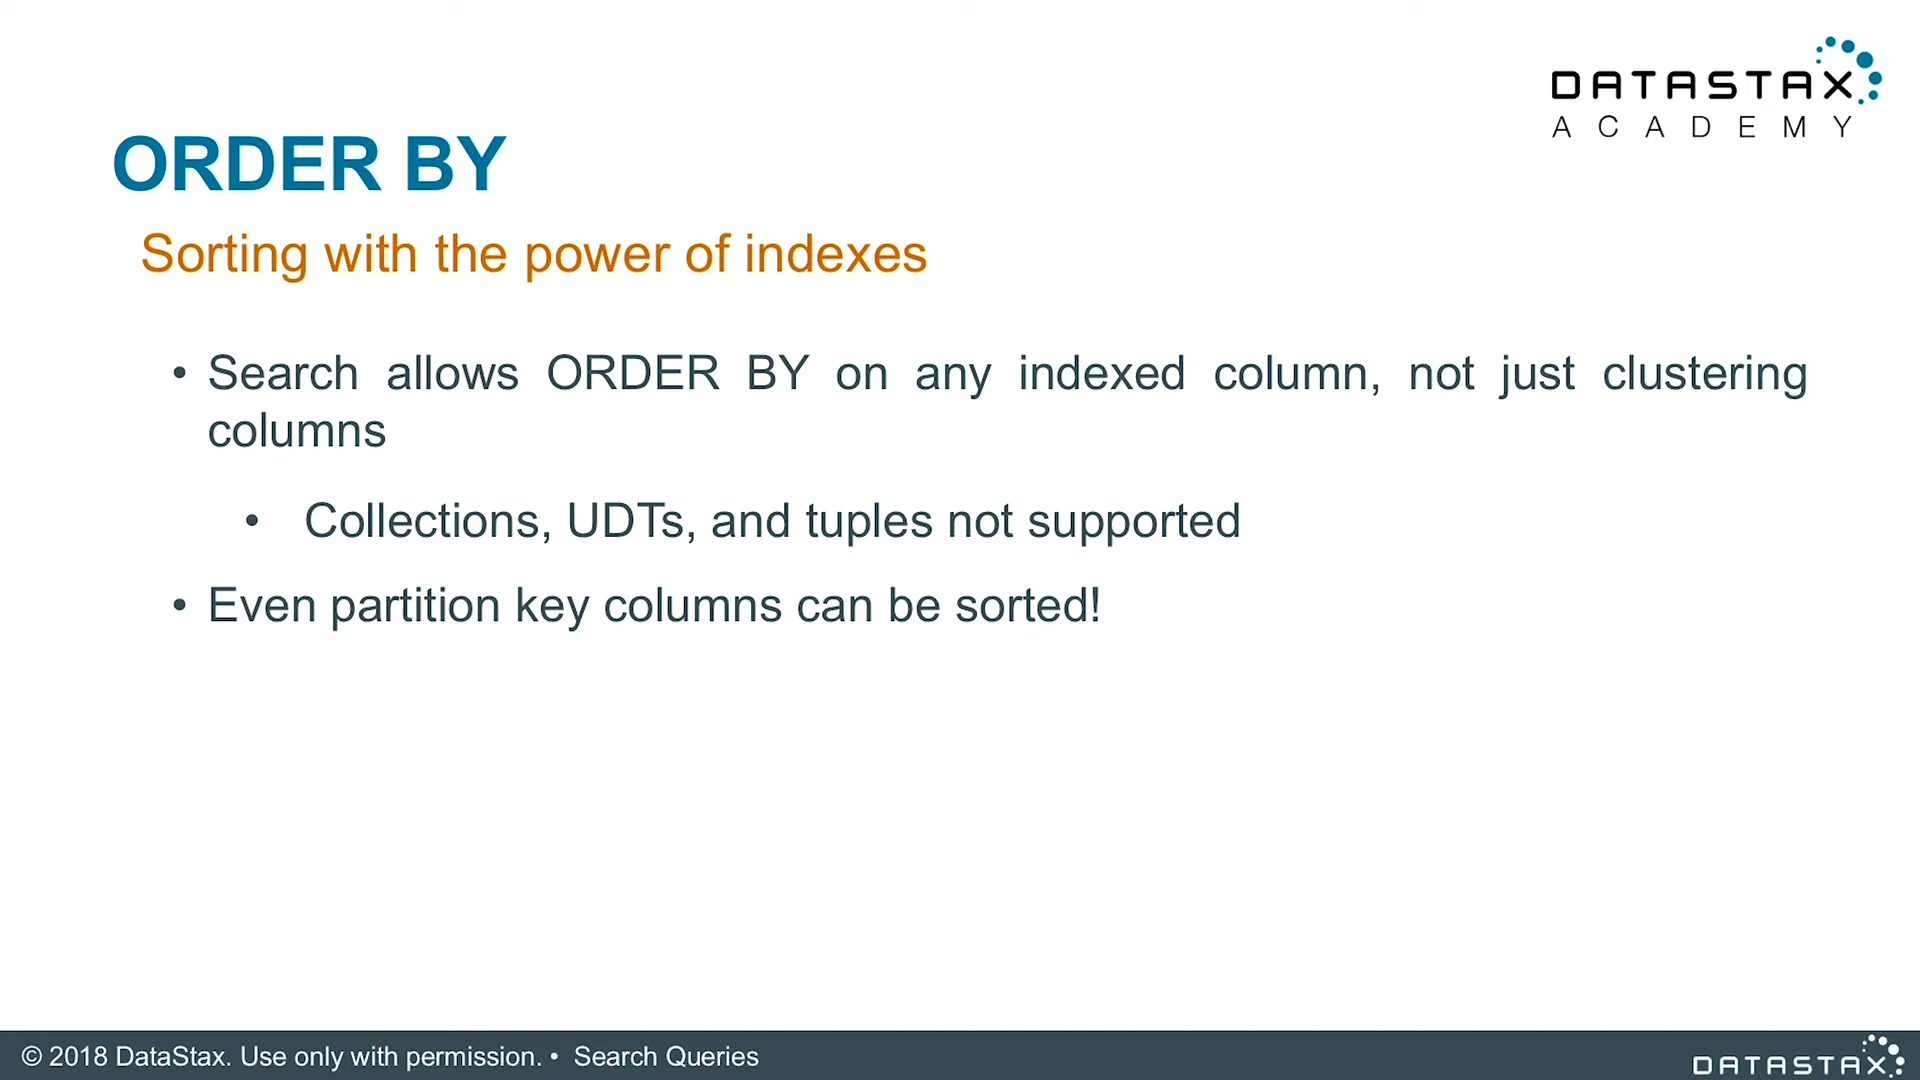 DATASTAX
ACADEMY
ORDER BY
Sorting with the power of indexes
• Search allows ORDER BY on any indexed column, not just clustering
columns
• Collections, UDTs, and tuples not supported
• Even partition key columns can be sorted!
© 2018 DataStax. Use only with permission. • Search Queries
DATASTAX